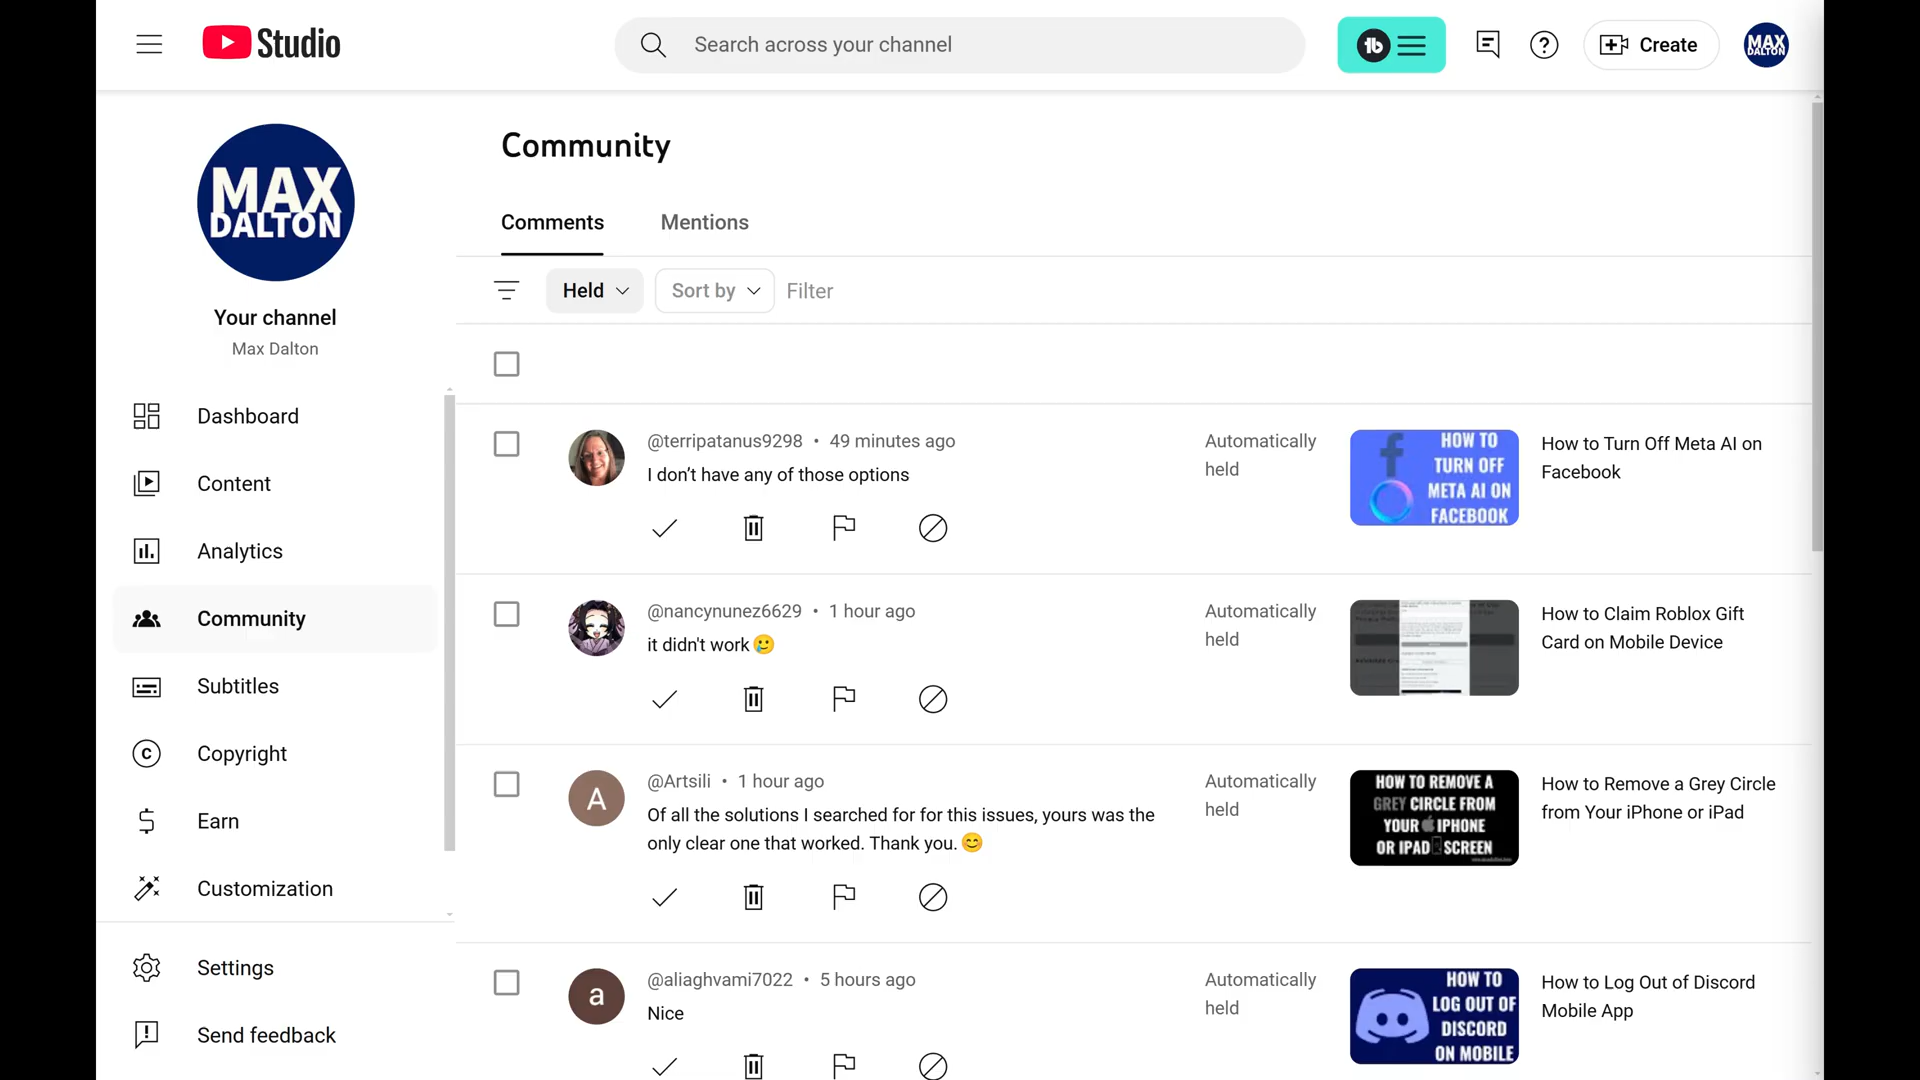 Studio
Search across your channel
Create
MAX
DALTON
MAX
DALTON
Your channel
Max Dalton
Dashboard
Content
Analytics
Community
Subtitles
Copyright
Earn
Customization
Settings
Send feedback
Community
Comments
Mentions
Held
Sort by
Filter
@terripatanus9298 • 49 minutes ago
I don’t have any of those options
Automatically
held
HOW TO
TURN OFF
META AI ON
FACEBOOK
How to Turn Off Meta AI on
Facebook
@nancynunez6629 • 1 hour ago
it didn't work🥲
Automatically
held
How to Claim Roblox Gift
Card on Mobile Device
A
@Artsili • 1 hour ago
Of all the solutions I searched for for this issues, yours was the
only clear one that worked. Thank you. 😊
Automatically
held
HOW TO REMOVE A
GREY CIRCLE FROM
YOUR IPHONE
OR IPAD SCREEN
How to Remove a Grey Circle
from Your iPhone or iPad
a
@aliaghvami7022 • 5 hours ago
Nice
Automatically
held
HOW TO
LOG OUT OF
DISCORD
ON MOBILE
How to Log Out of Discord
Mobile App